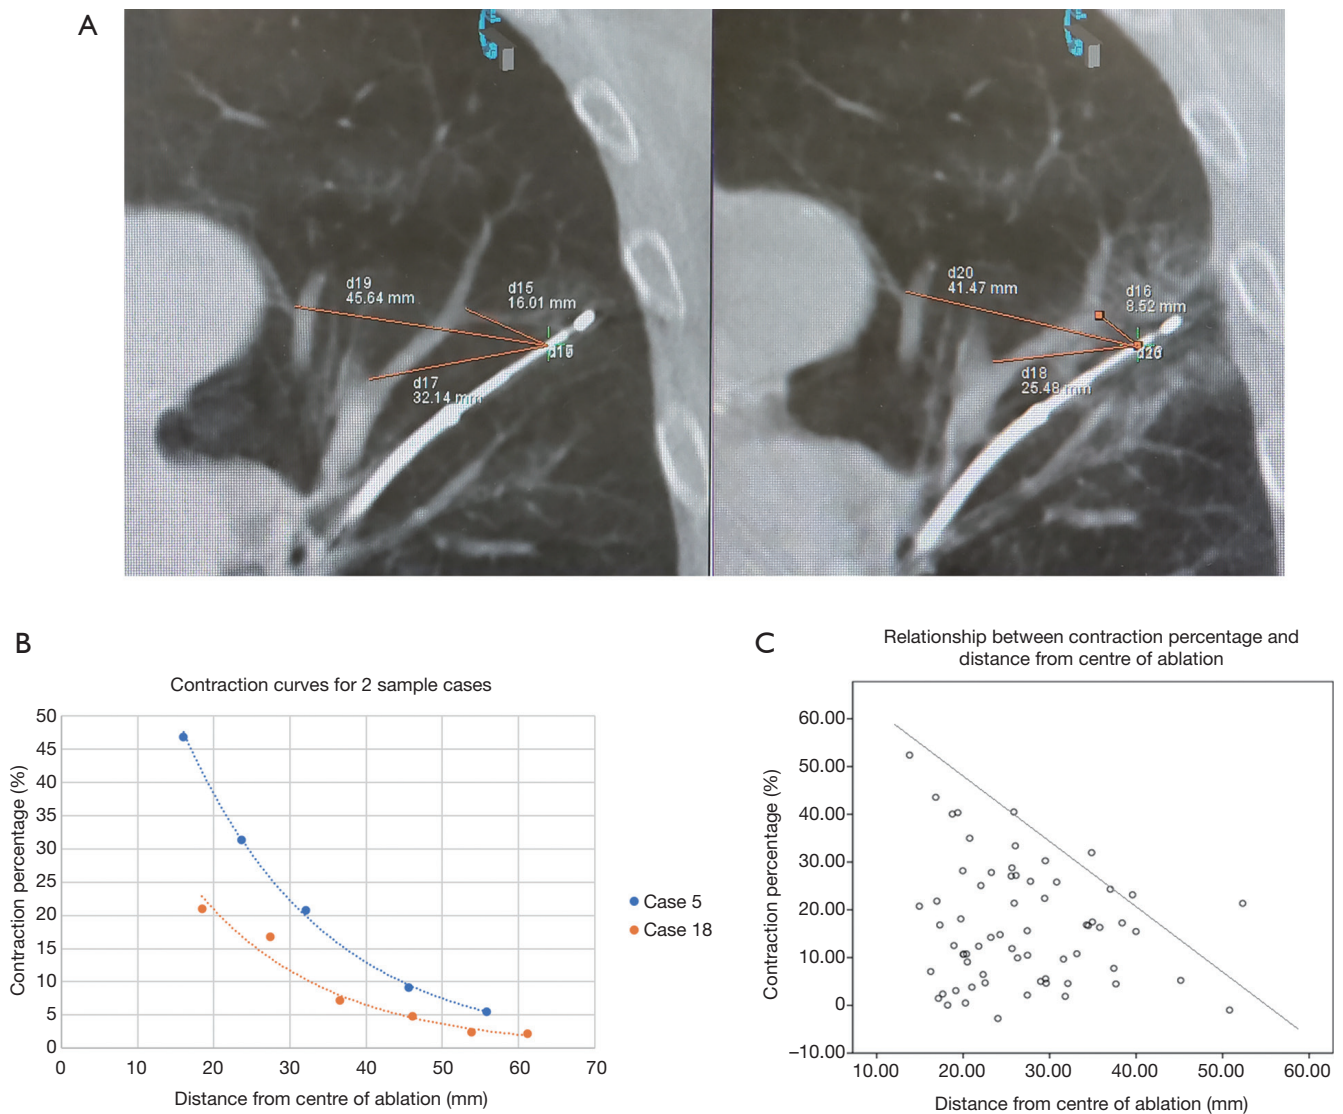 A
d19
45.64 mm
d15
16.01 mm
d17
32.14 mm
d20
41.47 mm
d16
8.52 mm
d18
25.48 mm
B
Contraction curves for 2 sample cases
Contraction percentage (%)
50
45
40
35
30
25
20
15
10
5
0
0 10 20 30 40 50 60 70
Distance from centre of ablation (mm)
Case 5
Case 18
C
Relationship between contraction percentage and
distance from centre of ablation
Contraction percentage (%)
60.00
50.00
40.00
30.00
20.00
10.00
0
–10.00
10.00 20.00 30.00 40.00 50.00 60.00
Distance from centre of ablation (mm)